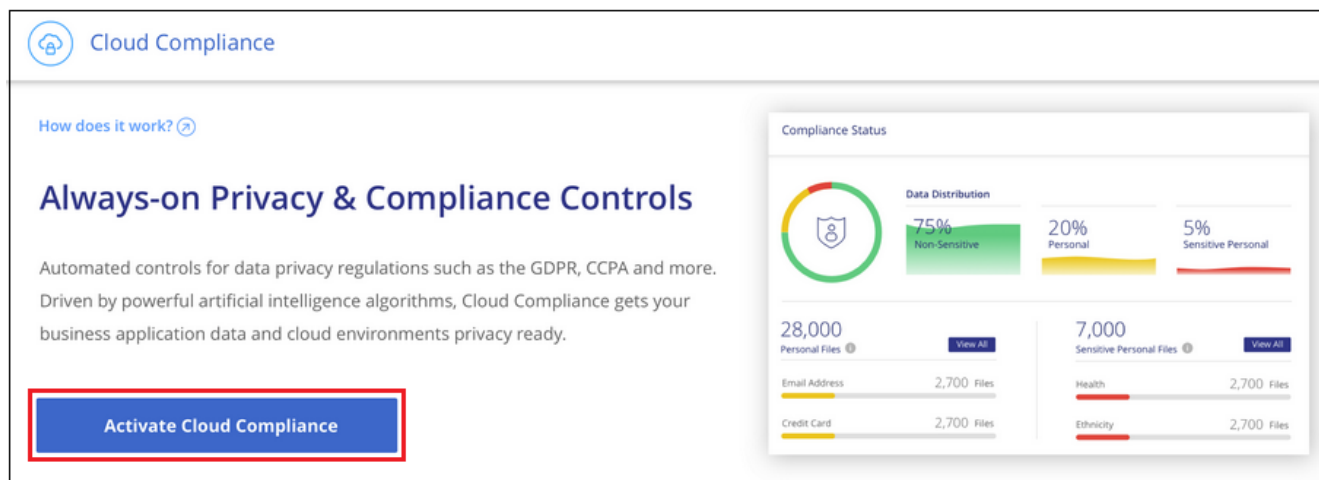 Cloud Compliance
How does it work?
Always-on Privacy & Compliance Controls
Automated controls for data privacy regulations such as the GDPR, CCPA and more.
Driven by powerful artificial intelligence algorithms, Cloud Compliance gets your
business application data and cloud environments privacy ready.
Activate Cloud Compliance
Compliance Status
Data Distribution
75%
Non-Sensitive
20%
Personal
5%
Sensitive Personal
28,000
Personal Files
View All
Email Address 2,700 Files
Credit Card 2,700 Files
7,000
Sensitive Personal Files
View All
Health 2,700 Files
Ethnicity 2,700 Files